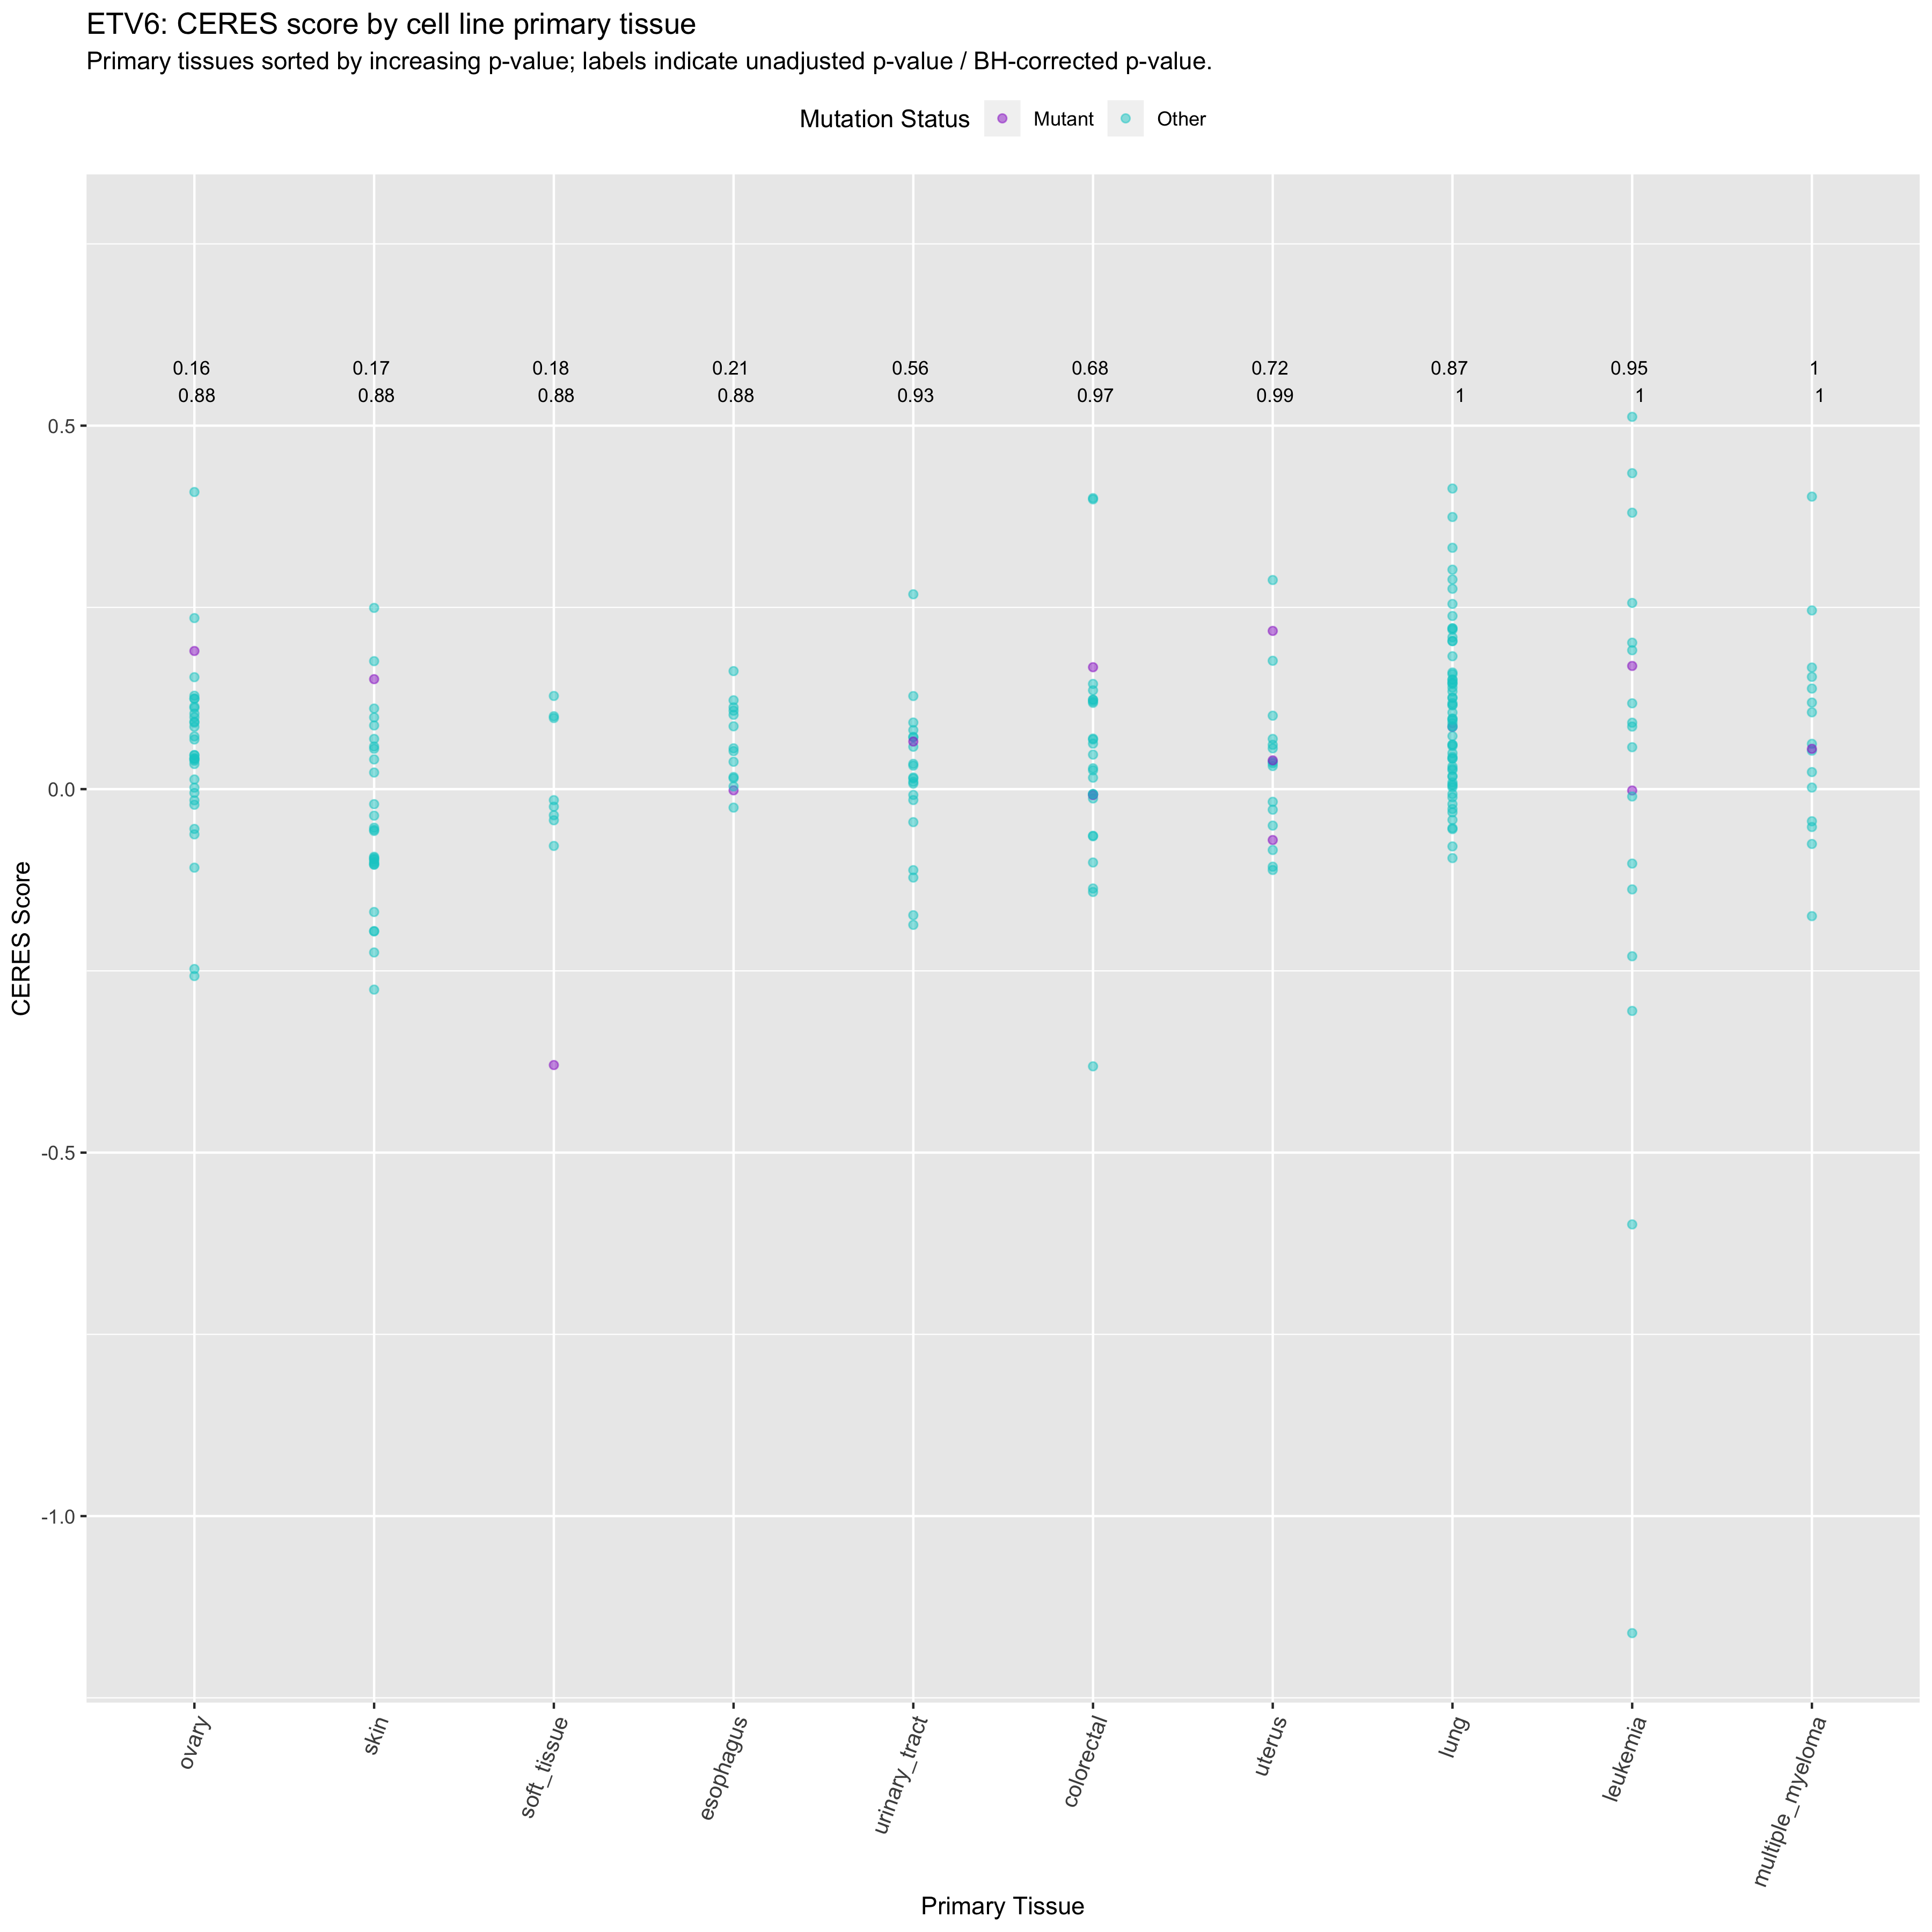 ETV6: CERES score by cell line primary tissue
Primary tissues sorted by increasing p-value; labels indicate unadjusted p-value / BH-corrected p-value.
Mutation Status Mutant Other
0.16 0.17 0.18 0.21 0.56 0.68 0.72 0.87 0.95 1
0.88 0.88 0.88 0.88 0.93 0.97 0.99 1 1 1
0.5
0.0
-0.5
-1.0
CERES Score
ovary skin soft_tissue esophagus urinary_tract colorectal uterus lung leukemia multiple_myeloma
Primary Tissue